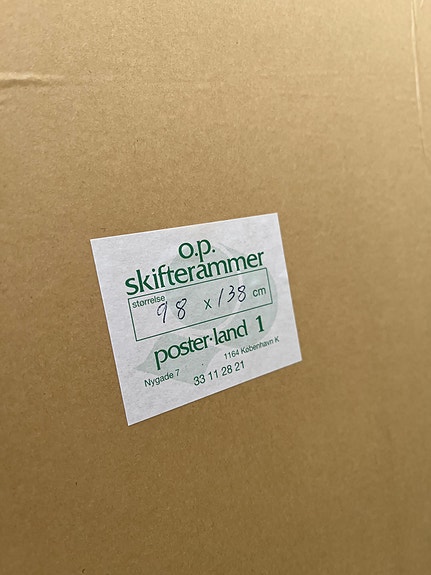 o.p.
skifterammer
størrelse
98 x 138 cm
poster·land 1
Nygade 7 1164 København K
33 11 28 21